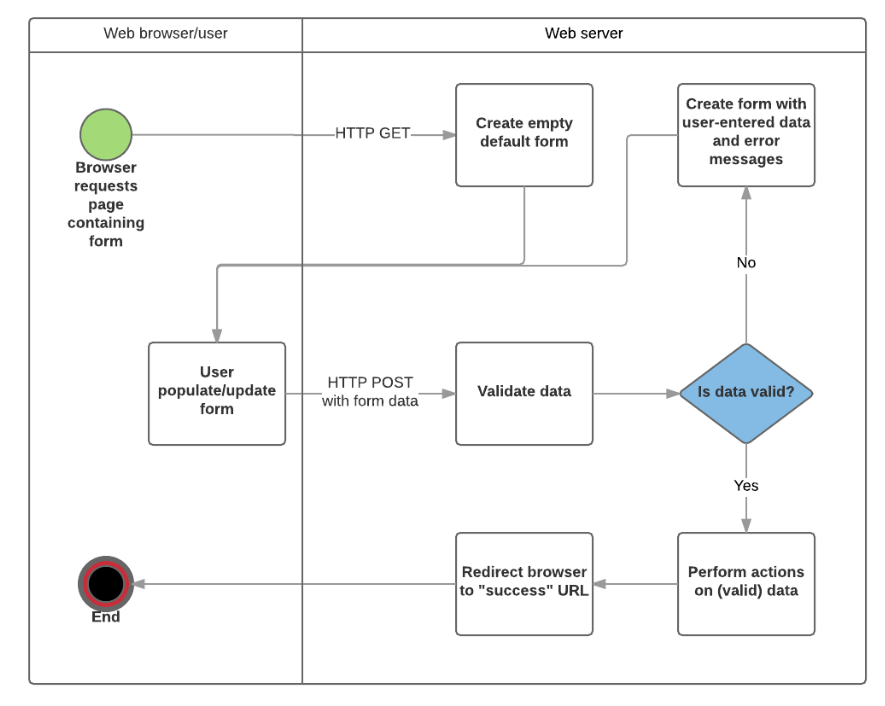 Web browser/user
Web server
HTTP GET
Create empty
default form
Create form with
user-entered data
and error
messages
Browser
requests
page
containing
form
No
User
populate/update
form
HTTP POST
with form data
Validate data
Is data valid?
Yes
Redirect browser
to "success" URL
Perform actions
on (valid) data
End